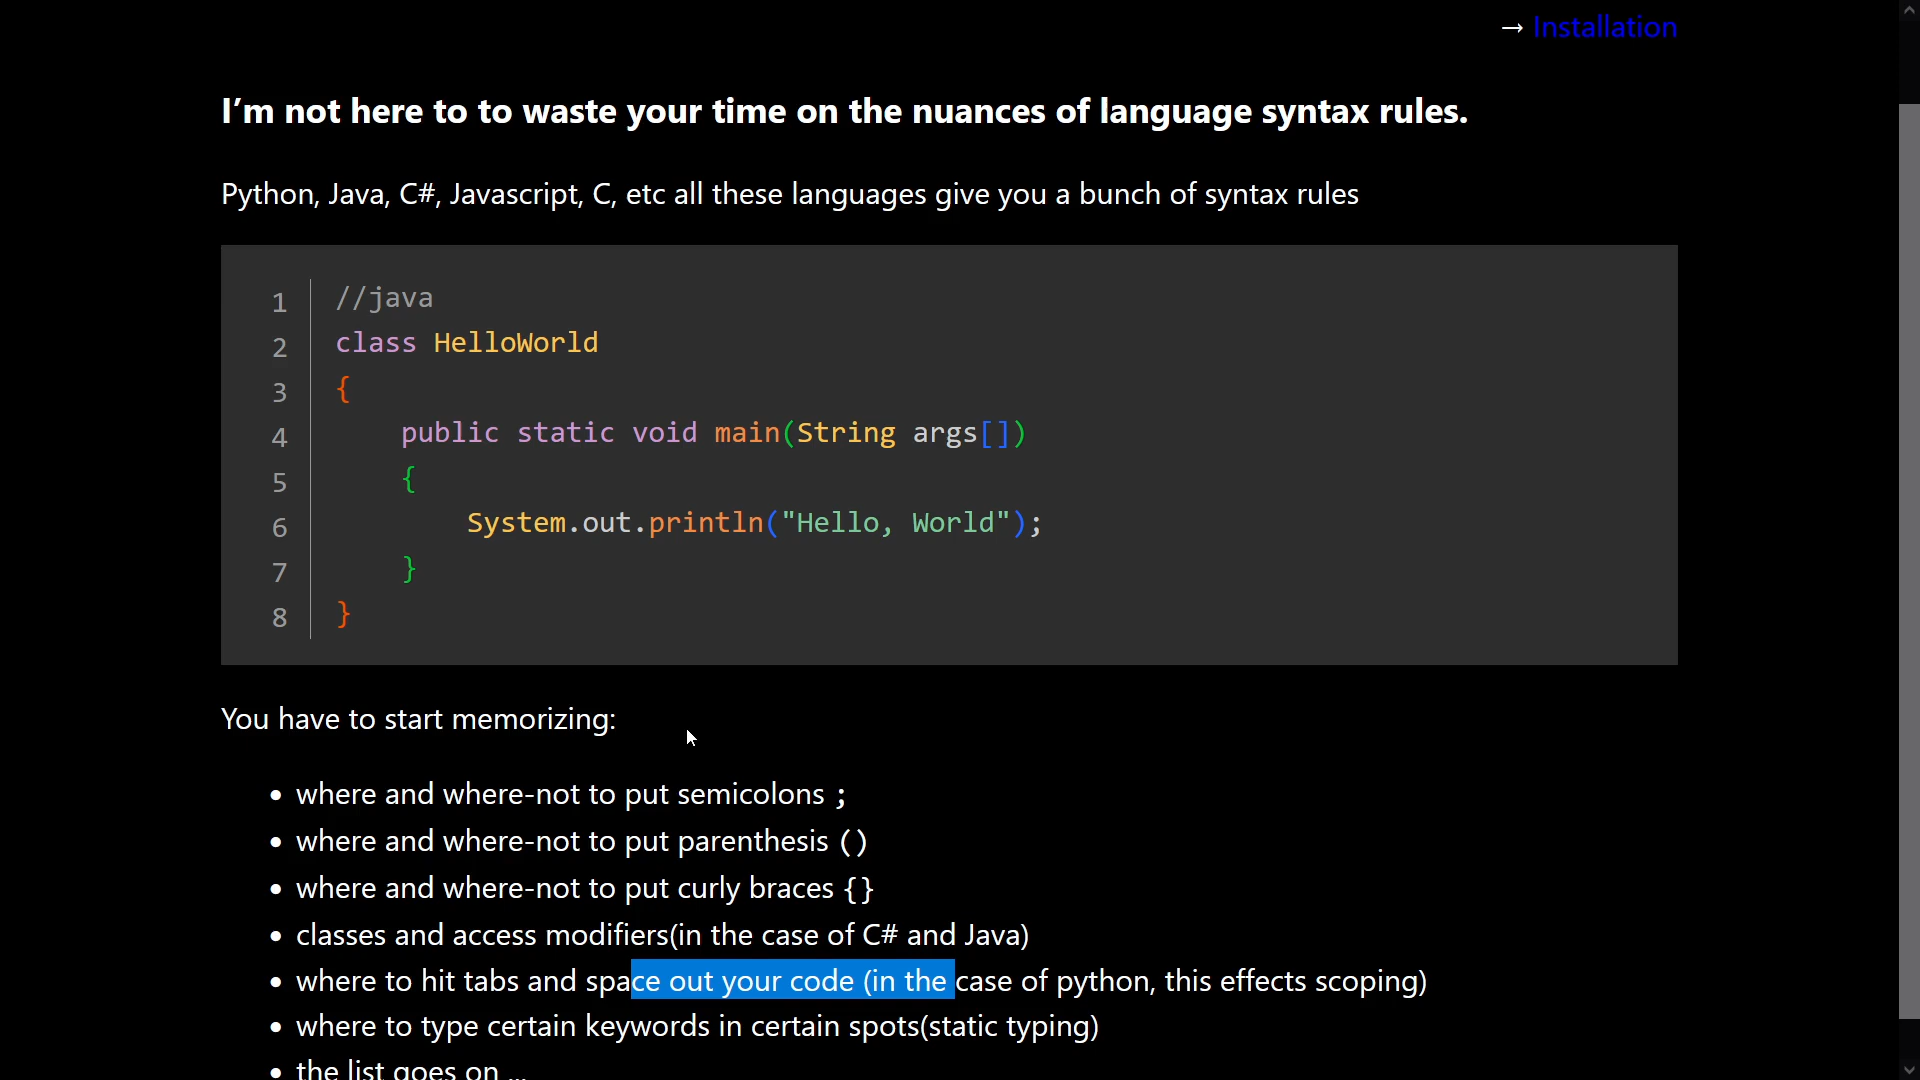 → Installation
I’m not here to to waste your time on the nuances of language syntax rules.
Python, Java, C#, Javascript, C, etc all these languages give you a bunch of syntax rules
1 //java
2 class HelloWorld
3 {
4     public static void main(String args[])
5     {
6         System.out.println("Hello, World");
7     }
8 }
You have to start memorizing:
• where and where-not to put semicolons ;
• where and where-not to put parenthesis ()
• where and where-not to put curly braces {}
• classes and access modifiers(in the case of C# and Java)
• where to hit tabs and space out your code (in the case of python, this effects scoping)
• where to type certain keywords in certain spots(static typing)
• the list goes on ...